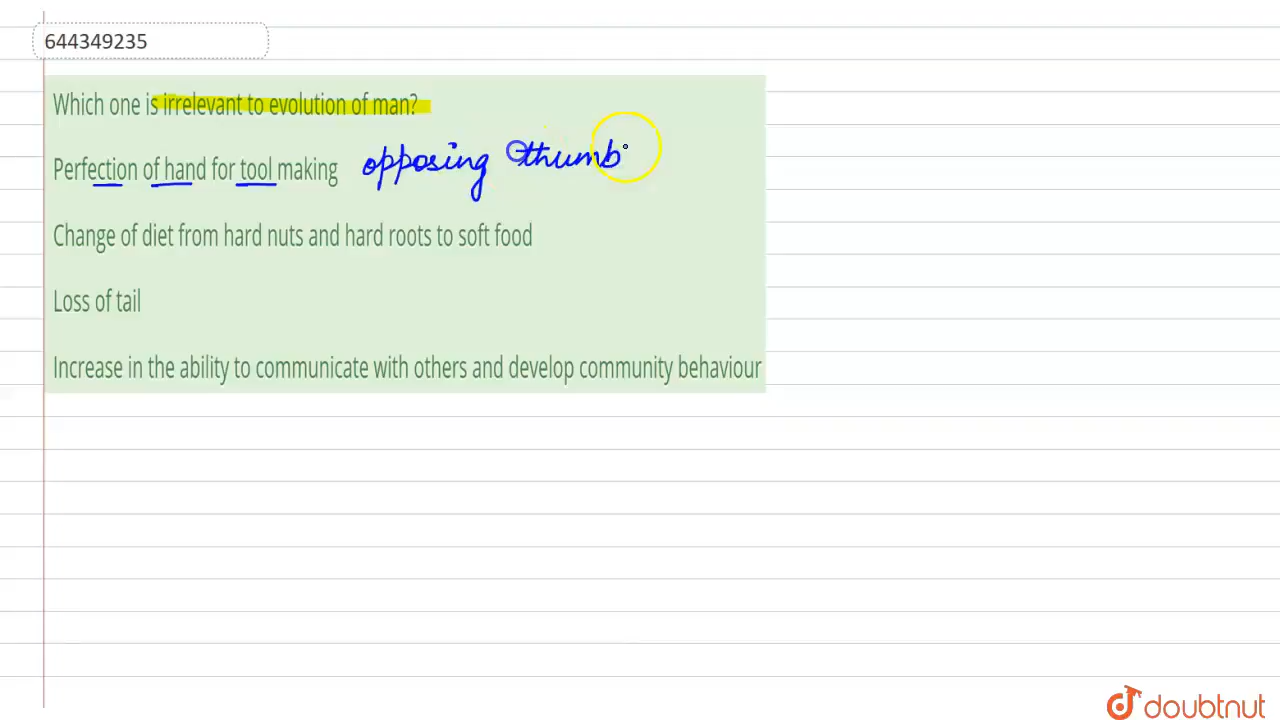 644349235
Which one is irrelevant to evolution of man?
Perfection of hand for tool making opposing thumb
Change of diet from hard nuts and hard roots to soft food
Loss of tail
Increase in the ability to communicate with others and develop community behaviour
doubtnut